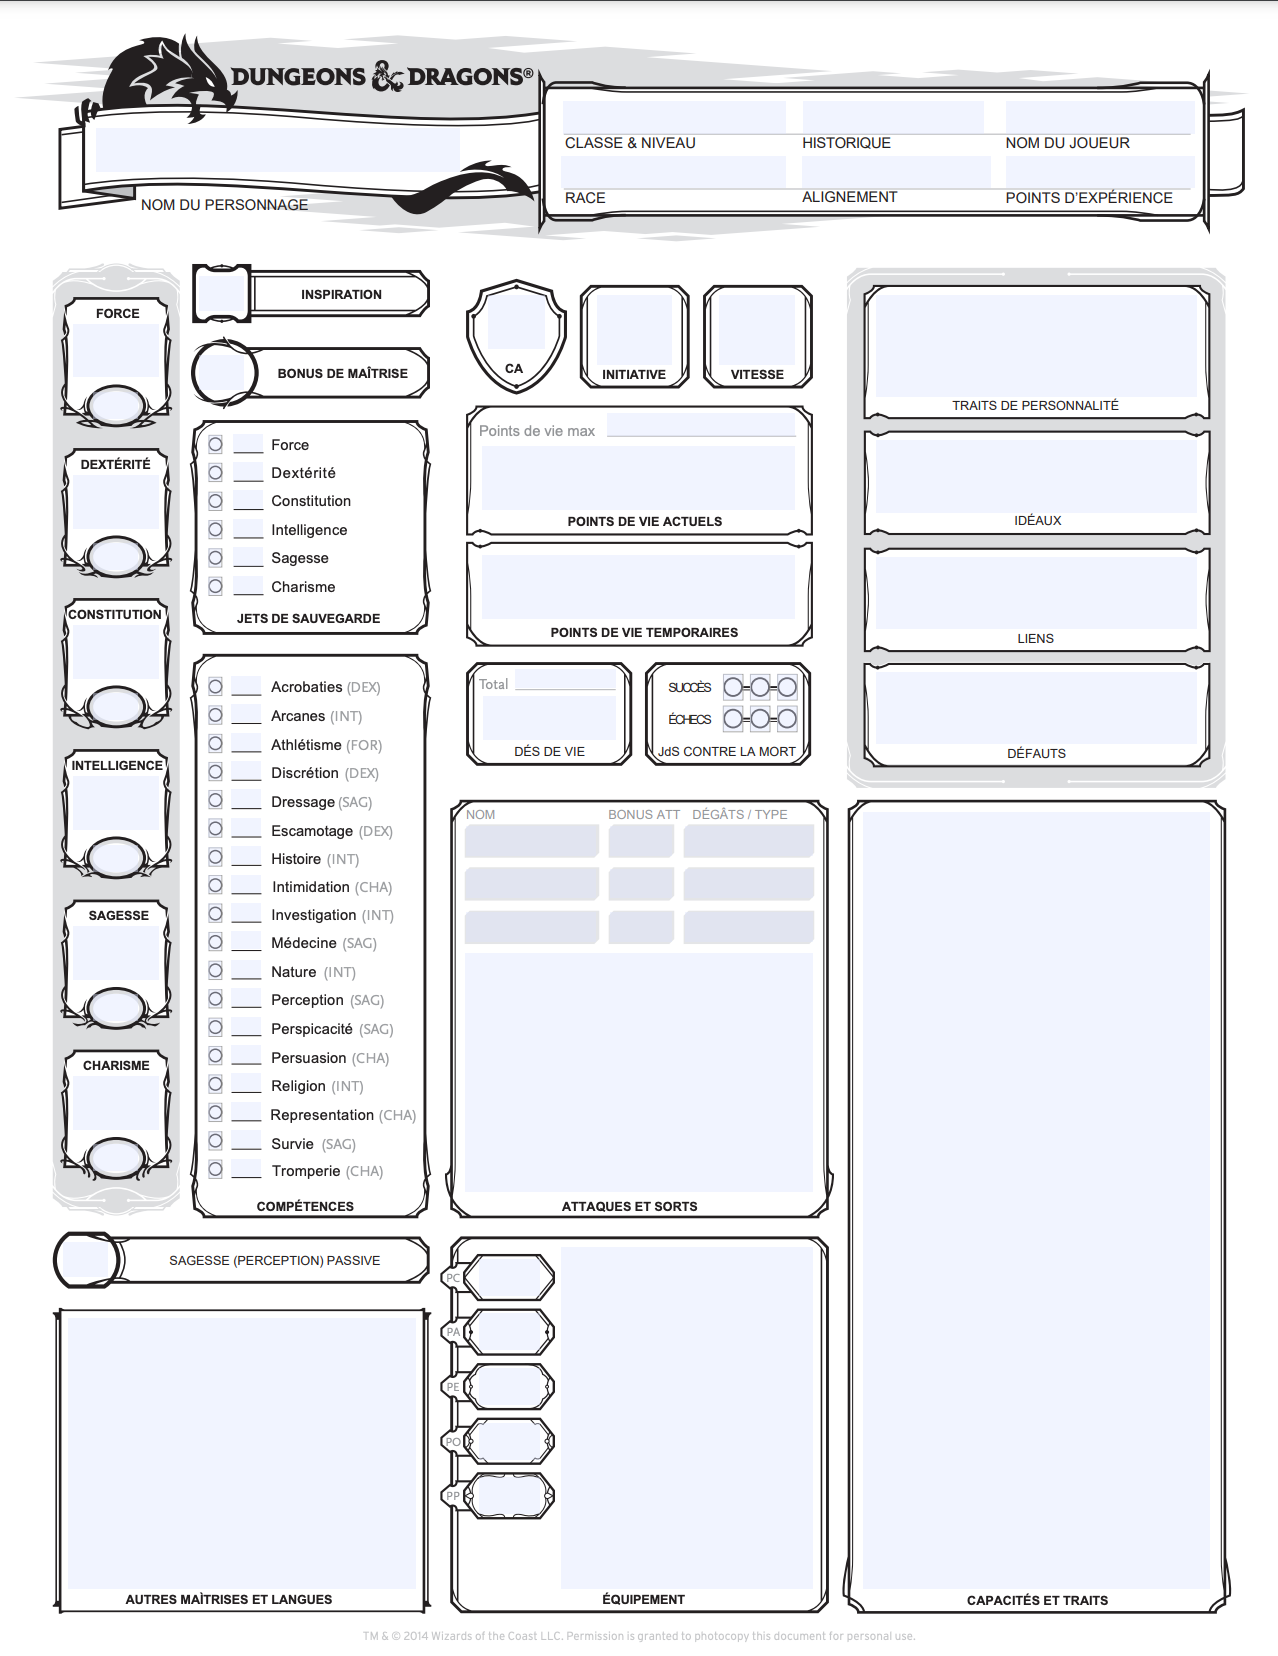 DUNGEONS & DRAGONS®
NOM DU PERSONNAGE
CLASSE & NIVEAU
HISTORIQUE
NOM DU JOUEUR
RACE
ALIGNEMENT
POINTS D'EXPÉRIENCE
FORCE
DEXTÉRITÉ
CONSTITUTION
INTELLIGENCE
SAGESSE
CHARISME
INSPIRATION
BONUS DE MAÎTRISE
Force
Dextérité
Constitution
Intelligence
Sagesse
Charisme
JETS DE SAUVEGARDE
Acrobaties (DEX)
Arcanes (INT)
Athlétisme (FOR)
Discrétion (DEX)
Dressage (SAG)
Escamotage (DEX)
Histoire (INT)
Intimidation (CHA)
Investigation (INT)
Médecine (SAG)
Nature (INT)
Perception (SAG)
Perspicacité (SAG)
Persuasion (CHA)
Religion (INT)
Representation (CHA)
Survie (SAG)
Tromperie (CHA)
COMPÉTENCES
SAGESSE (PERCEPTION) PASSIVE
AUTRES MAÌTRISES ET LANGUES
CA
INITIATIVE
VITESSE
Points de vie max
POINTS DE VIE ACTUELS
POINTS DE VIE TEMPORAIRES
Total
DÉS DE VIE
SUCCÈS
ÉCHECS
JdS CONTRE LA MORT
NOM BONUS ATT DÉGÂTS / TYPE
ATTAQUES ET SORTS
PC
PA
PE
PO
PP
ÉQUIPEMENT
TRAITS DE PERSONNALITÉ
IDÉAUX
LIENS
DÉFAUTS
CAPACITÉS ET TRAITS
TM & © 2014 Wizards of the Coast LLC. Permission is granted to photocopy this document for personal use.